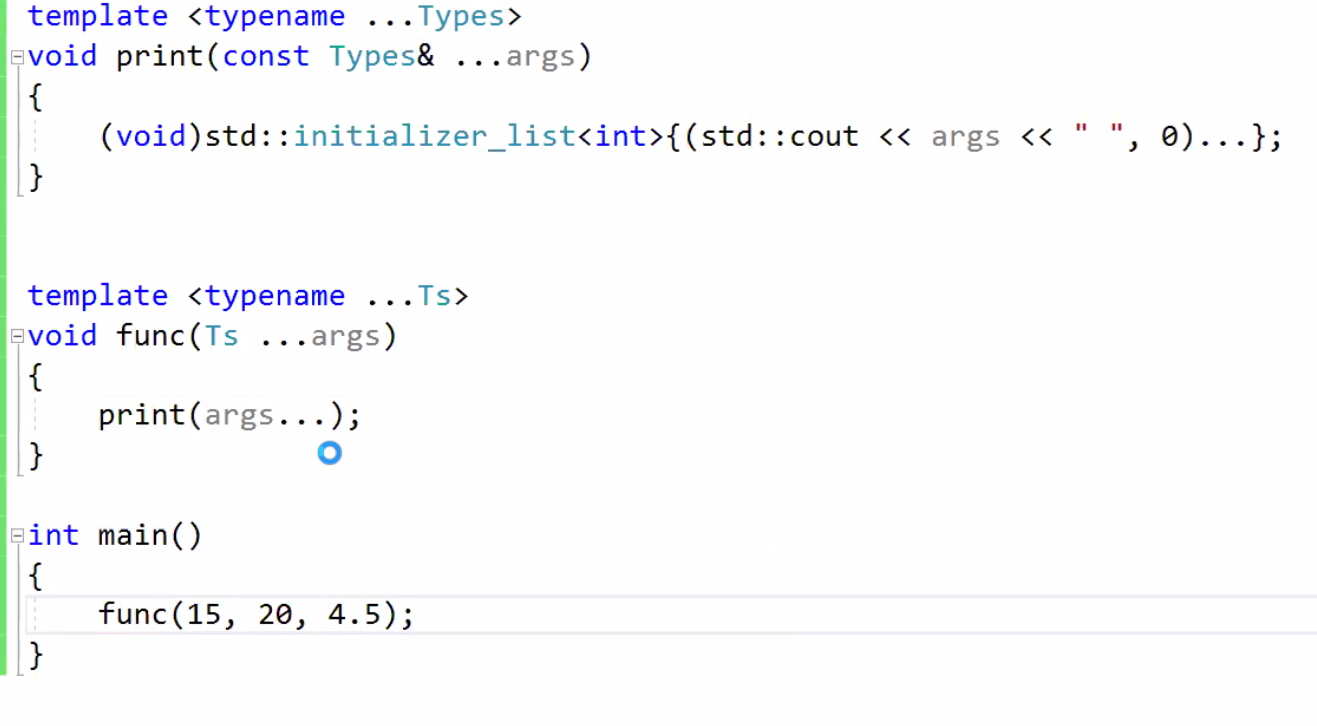 template <typename ...Types>
void print(const Types& ...args)
{
    (void)std::initializer_list<int>{(std::cout << args << " ", 0)...};
}
template <typename ...Ts>
void func(Ts ...args)
{
    print(args...);
}
int main()
{
    func(15, 20, 4.5);
}